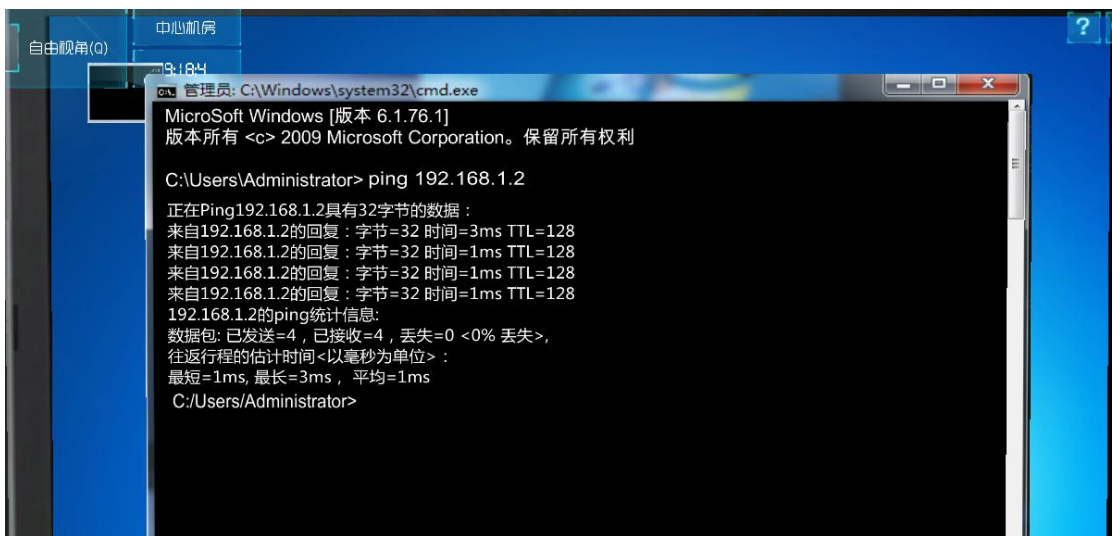 中心机房
?
自由视角(Q)
9:18:4
管理员: C:\Windows\system32\cmd.exe
MicroSoft Windows [版本 6.1.76.1]
版本所有 <c> 2009 Microsoft Corporation。保留所有权利
C:\Users\Administrator> ping 192.168.1.2
正在Ping192.168.1.2具有32字节的数据：
来自192.168.1.2的回复：字节=32 时间=3ms TTL=128
来自192.168.1.2的回复：字节=32 时间=1ms TTL=128
来自192.168.1.2的回复：字节=32 时间=1ms TTL=128
来自192.168.1.2的回复：字节=32 时间=1ms TTL=128
192.168.1.2的ping统计信息:
数据包: 已发送=4，已接收=4，丢失=0 <0% 丢失>,
往返行程的估计时间<以毫秒为单位>：
最短=1ms, 最长=3ms， 平均=1ms
C:/Users/Administrator>